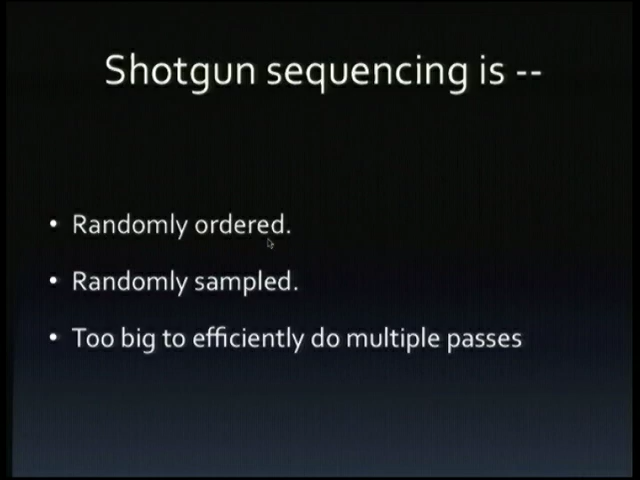 Shotgun sequencing is --
• Randomly ordered.
• Randomly sampled.
• Too big to efficiently do multiple passes